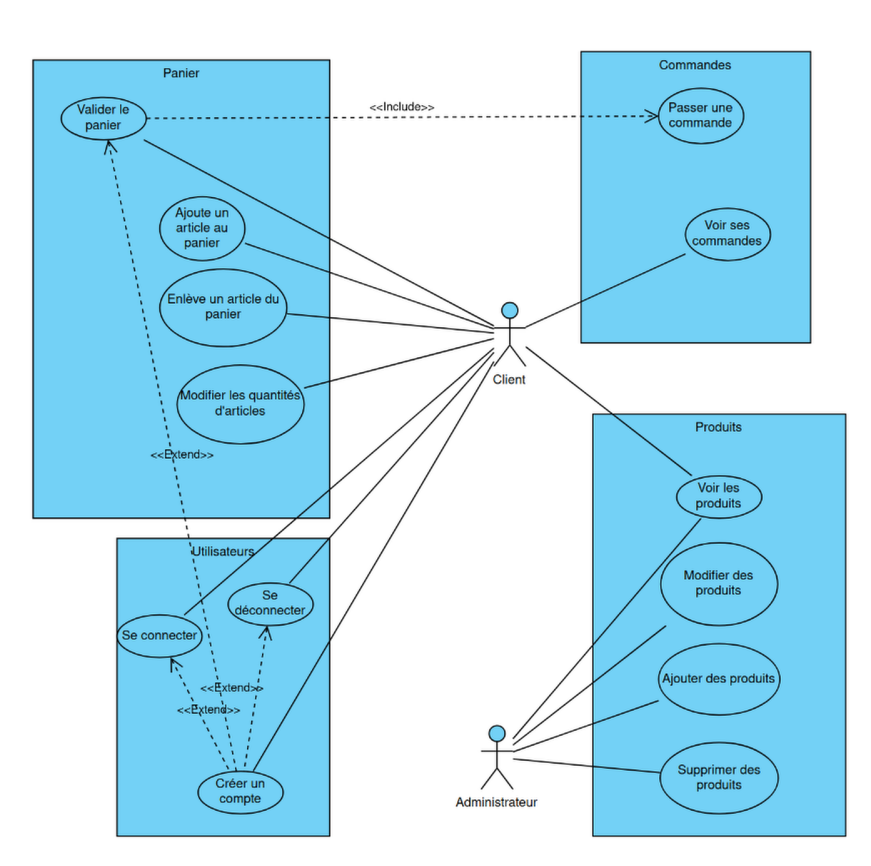 Panier
Valider le
panier
<<Include>>
Ajoute un
article au
panier
Enlève un article du
panier
Modifier les quantités
d'articles
<<Extend>>
Commandes
Passer une
commande
Voir ses
commandes
Client
Utilisateurs
Se
déconnecter
Se connecter
<<Extend>>
<<Extend>>
Créer un
compte
Produits
Voir les
produits
Modifier des
produits
Ajouter des produits
Supprimer des
produits
Administrateur